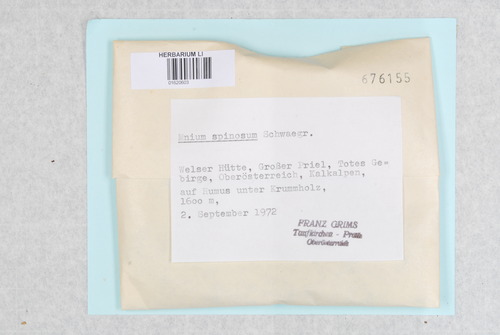 HERBARIUM LI
01620603
676155
Mnium spinosum Schwaegr.
Welser Hütte, Großer Priel, Totes Ge-
birge, Oberösterreich, Kalkalpen,
auf Humus unter Krummholz,
1600 m,
2. September 1972
FRANZ GRIMS
Taufkirchen - Pram
Oberösterreich